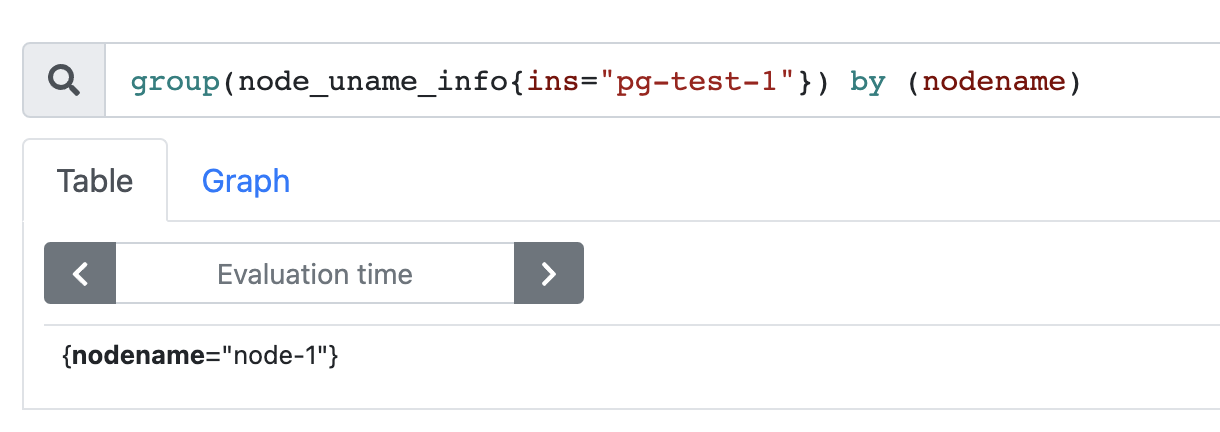 group(node_uname_info{ins="pg-test-1"}) by (nodename)
Table Graph
Evaluation time
{nodename="node-1"}